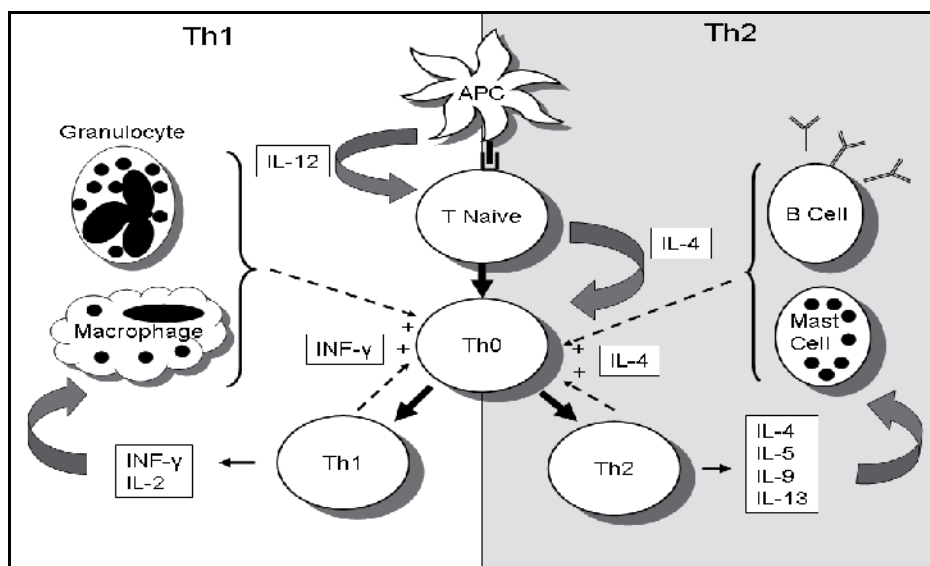 Th1
Th2
APC
Granulocyte
IL-12
T Naive
B Cell
IL-4
Macrophage
Mast
Cell
+
INF-γ
+
Th0
+
IL-4
+
Th1
Th2
INF-γ
IL-2
IL-4
IL-5
IL-9
IL-13